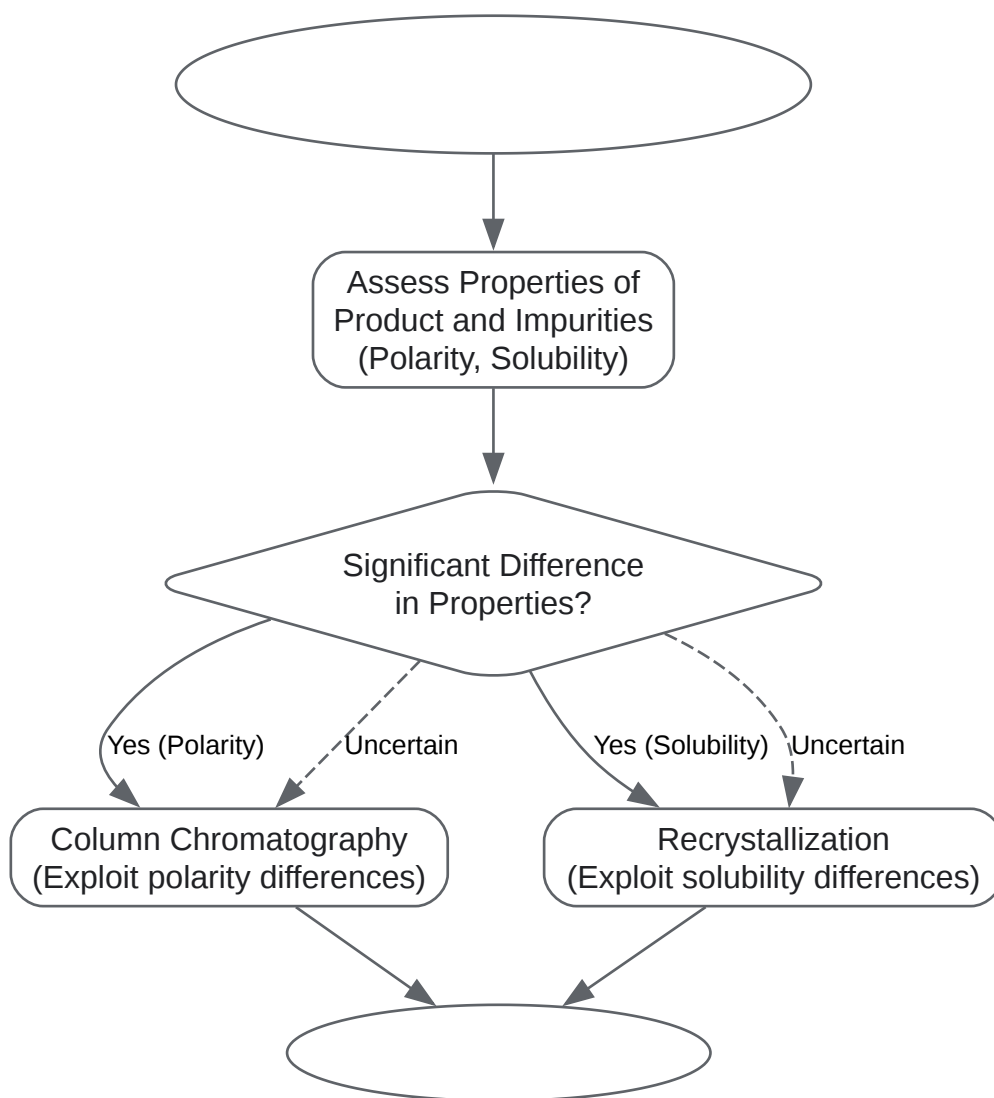 Assess Properties of
Product and Impurities
(Polarity, Solubility)
Significant Difference
in Properties?
Yes (Polarity)
Uncertain
Yes (Solubility)
Uncertain
Column Chromatography
(Exploit polarity differences)
Recrystallization
(Exploit solubility differences)